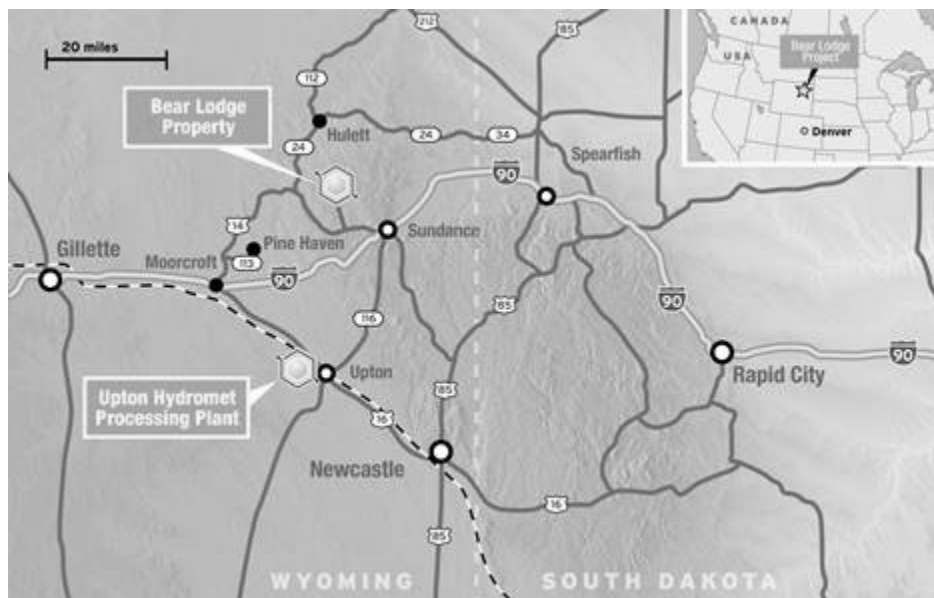 20 miles
212
85
CANADA
USA
Bear Lodge
Project
Denver
112
Bear Lodge
Property
Hulett
24
24
34
Spearfish
90
14
Pine Haven
Sundance
Gillette
Moorcroft
113
90
90
85
116
Rapid City
90
Upton
Upton Hydromet
Processing Plant
85
16
Newcastle
16
85
WYOMING
SOUTH DAKOTA